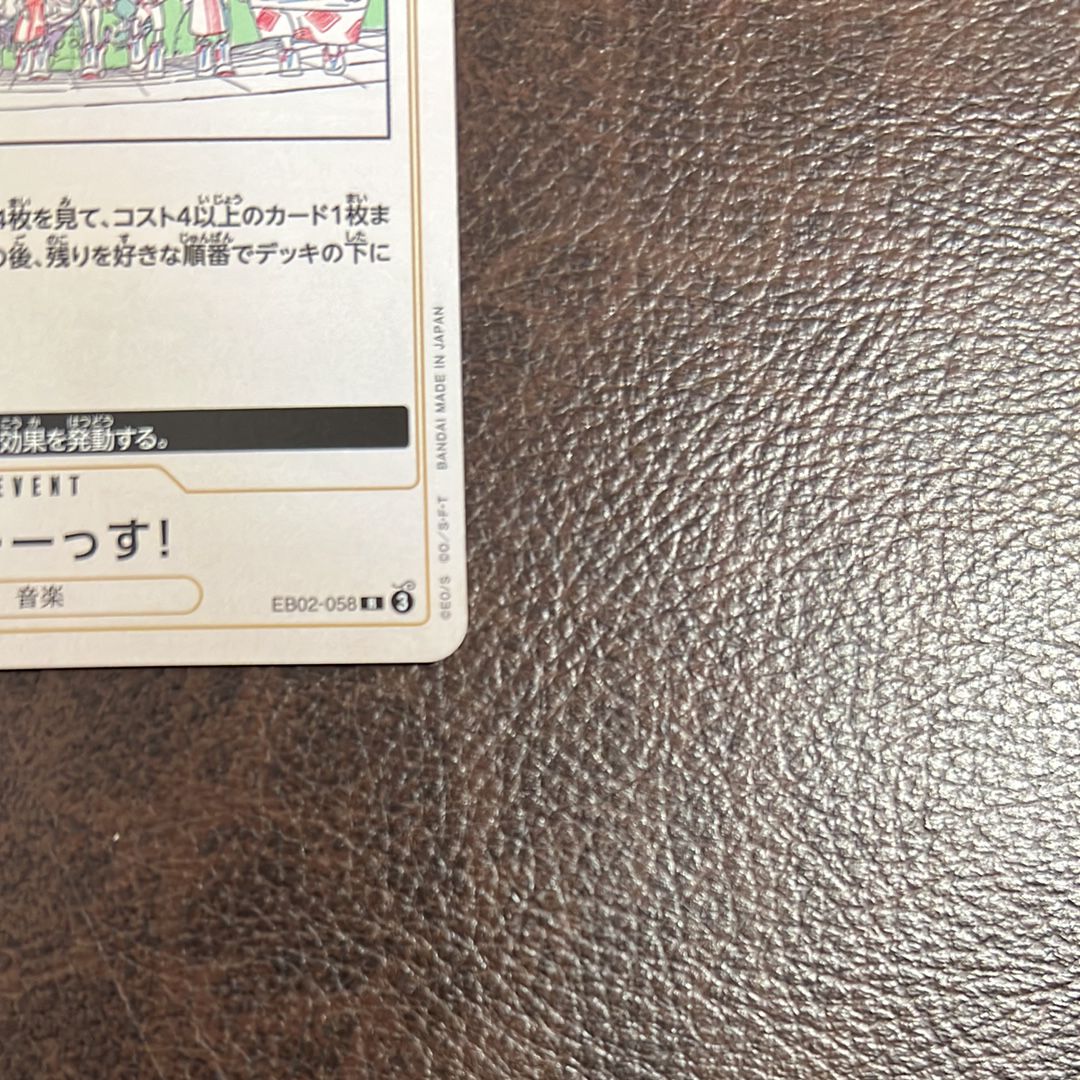 4枚を見て、コスト4以上のカード1枚ま
の後、残りを好きな順番でデッキの下に
効果を発動する。
EVENT
ーっす!
音楽
EB02-058 R 3
©E.O/S ©O/S・F・T BANDAI MADE IN JAPAN